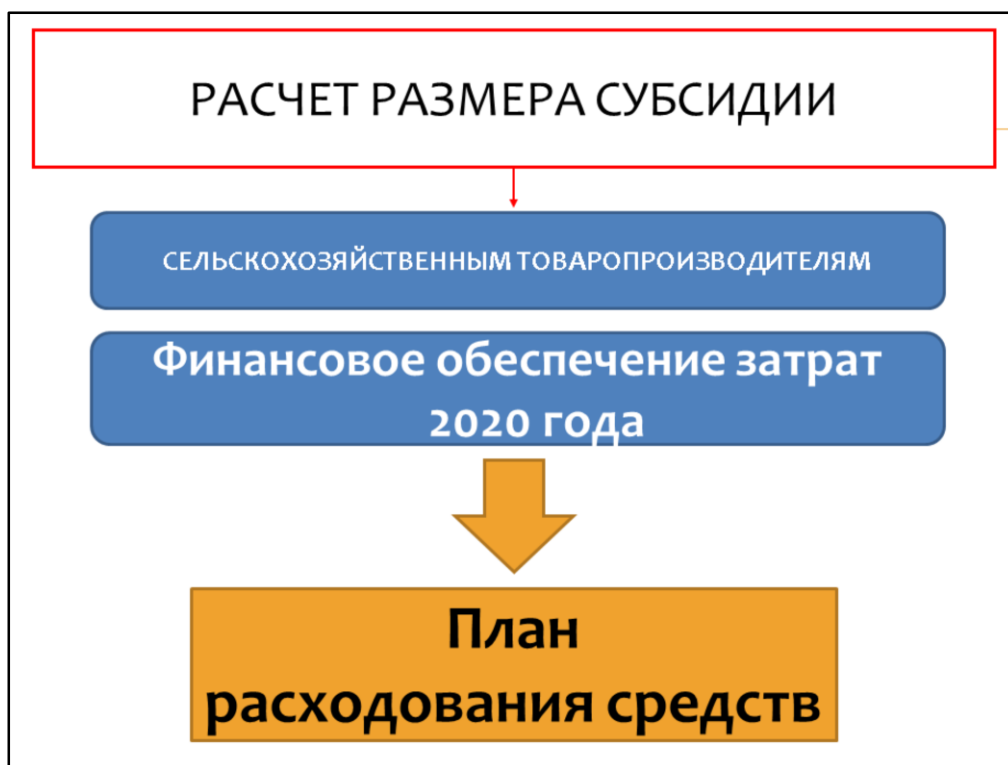 РАСЧЕТ РАЗМЕРА СУБСИДИИ
СЕЛЬСКОХОЗЯЙСТВЕННЫМ ТОВАРОПРОИЗВОДИТЕЛЯМ
Финансовое обеспечение затрат
2020 года
План
расходования средств